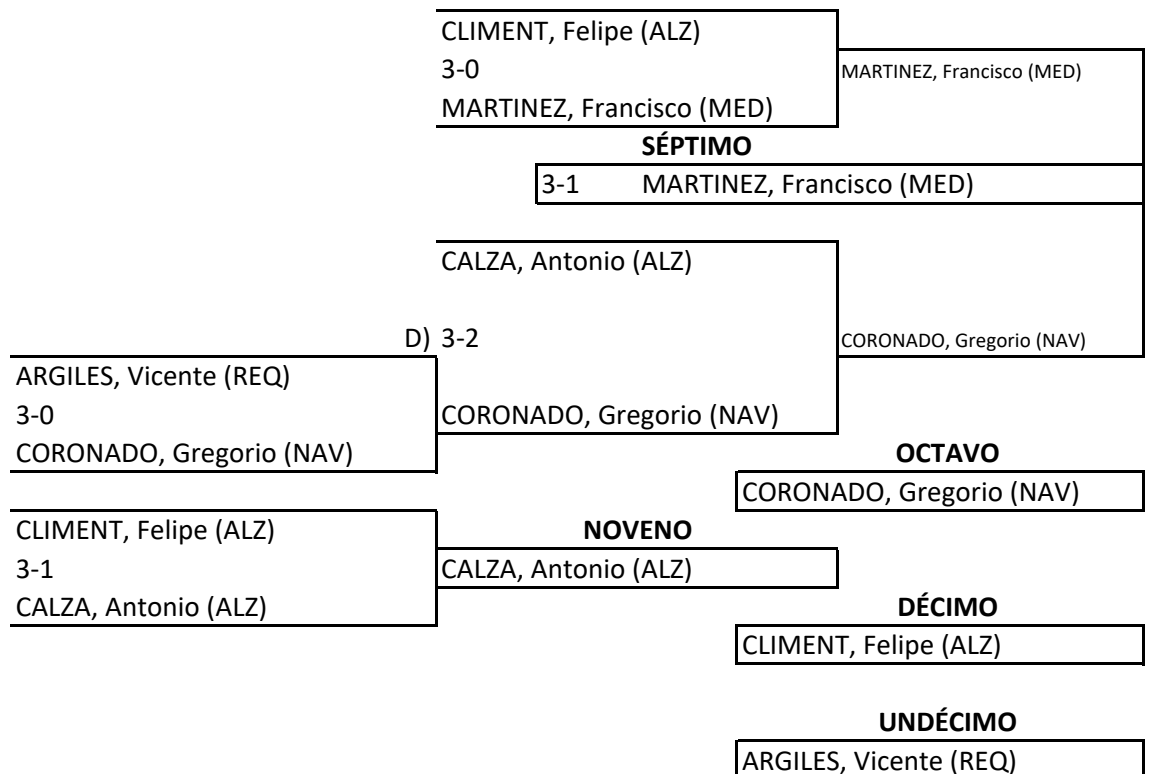 CLIMENT, Felipe (ALZ)
3-0 MARTINEZ, Francisco (MED)
MARTINEZ, Francisco (MED)
SÉPTIMO
3-1 MARTINEZ, Francisco (MED)
CALZA, Antonio (ALZ)
D) 3-2 CORONADO, Gregorio (NAV)
ARGILES, Vicente (REQ)
3-0 CORONADO, Gregorio (NAV)
CORONADO, Gregorio (NAV) OCTAVO
CORONADO, Gregorio (NAV)
CLIMENT, Felipe (ALZ) NOVENO
3-1 CALZA, Antonio (ALZ)
CALZA, Antonio (ALZ) DÉCIMO
CLIMENT, Felipe (ALZ)
UNDÉCIMO
ARGILES, Vicente (REQ)